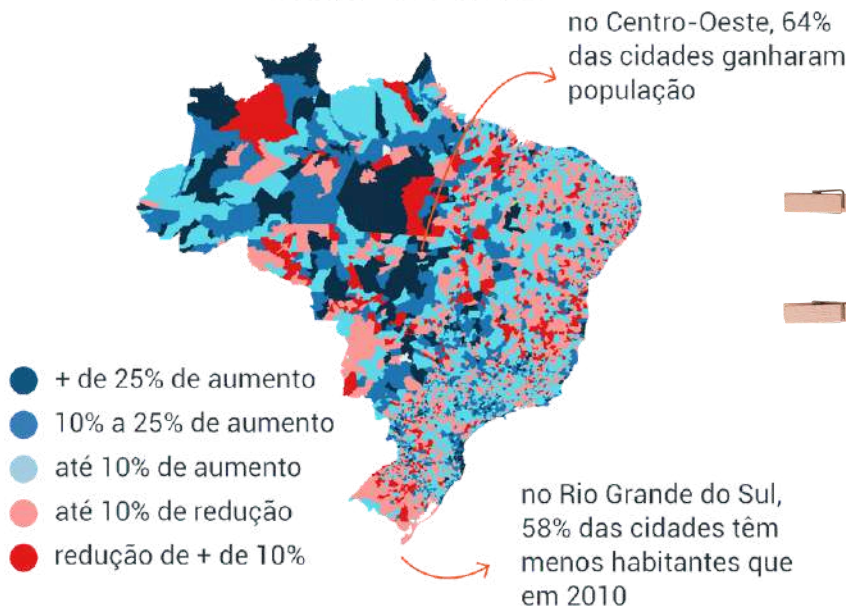 no Centro-Oeste, 64%
das cidades ganharam
população
+ de 25% de aumento
10% a 25% de aumento
até 10% de aumento
até 10% de redução
redução de + de 10%
no Rio Grande do Sul,
58% das cidades têm
menos habitantes que
em 2010